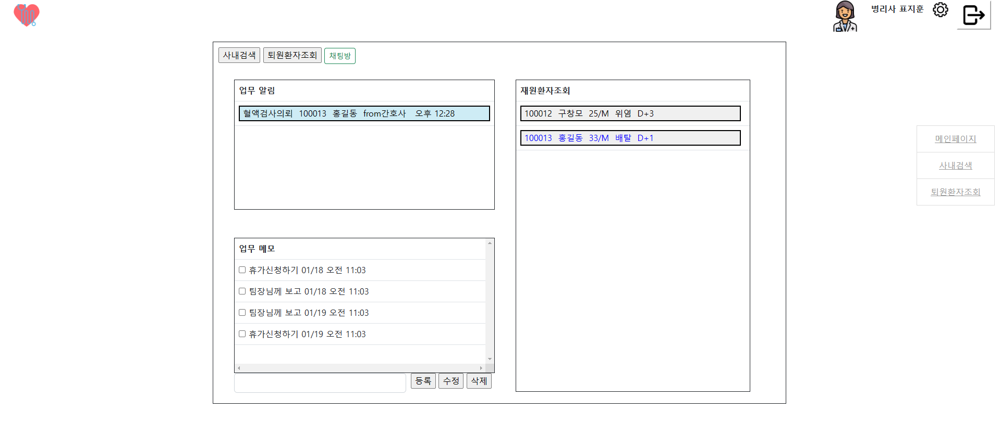 병리사 표지훈
사내검색 퇴원환자조회 채팅방
업무 알림
혈액검사의뢰 100013 홍길동 from간호사 오후 12:28
업무 메모
휴가신청하기 01/18 오전 11:03
팀장님께 보고 01/18 오전 11:03
팀장님께 보고 01/19 오전 11:03
휴가신청하기 01/19 오전 11:03
등록 수정 삭제
재원환자조회
100012 구창모 25/M 위염 D+3
100013 홍길동 33/M 배탈 D+1
메인페이지
사내검색
퇴원환자조회